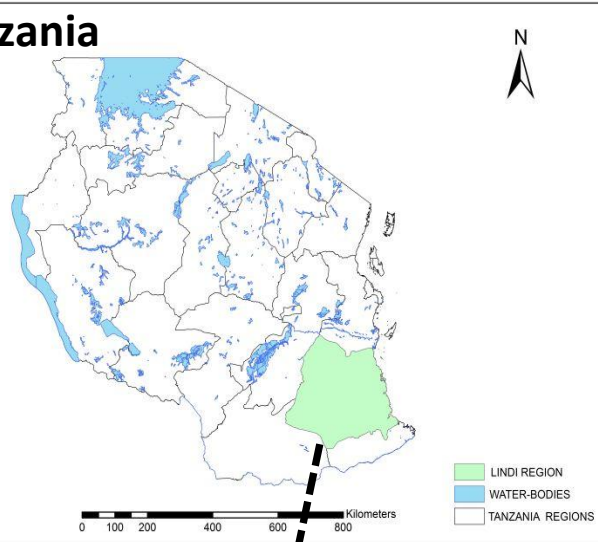 zania
N
LINDI REGION
WATER-BODIES
TANZANIA REGIONS
Kilometers
0 100 200 400 600 800